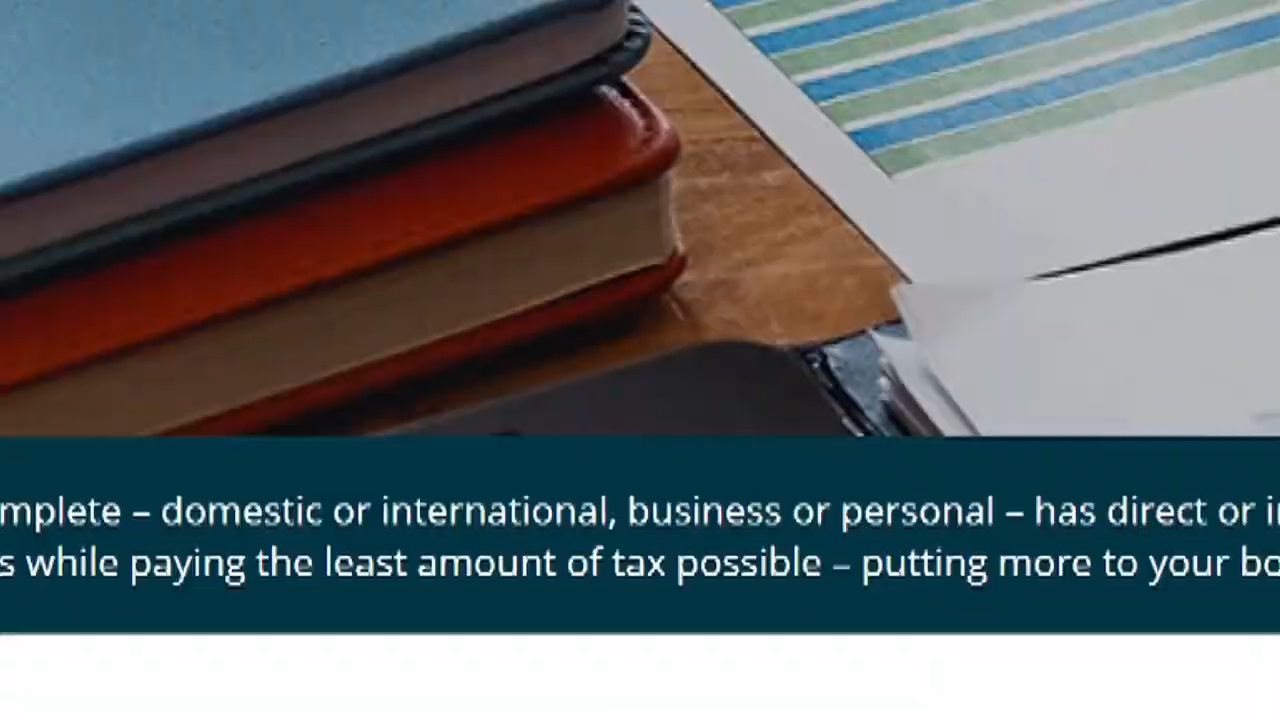 mplete – domestic or international, business or personal – has direct or i
s while paying the least amount of tax possible – putting more to your bo